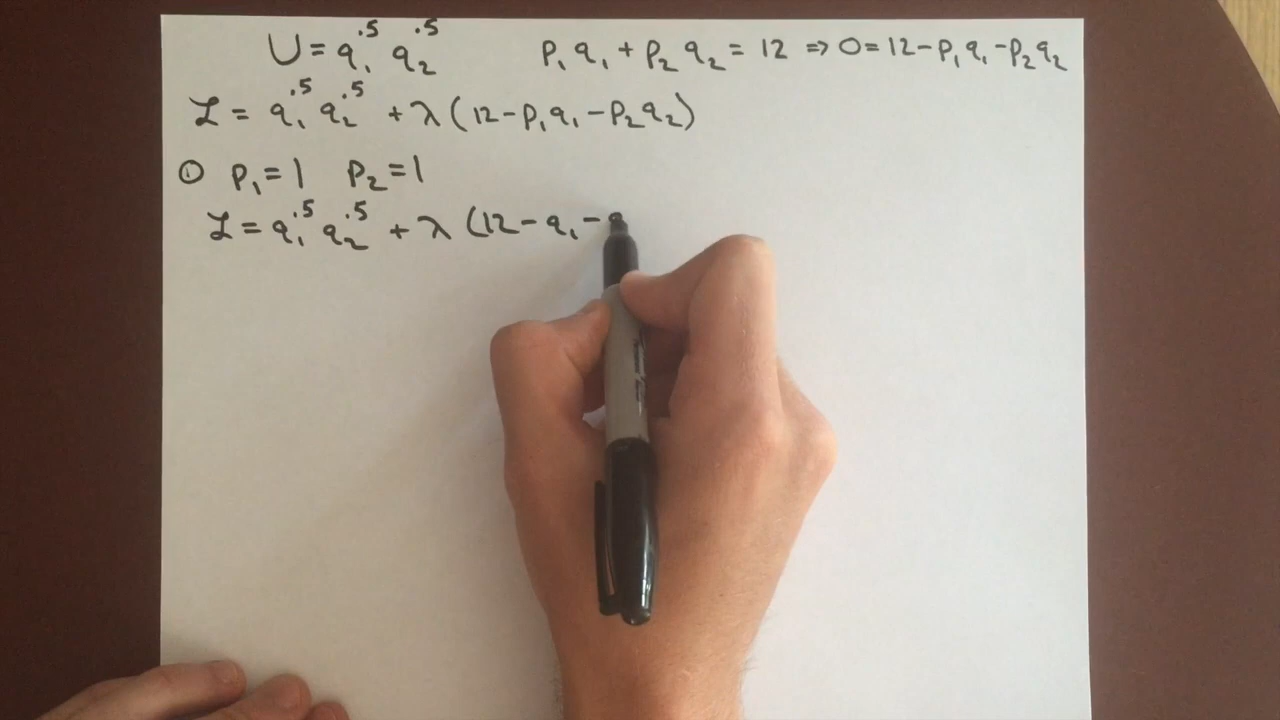 U = q₁^.5 q₂^.5 p₁q₁ + p₂q₂ = 12 ⇒ 0 = 12 - p₁q₁ - p₂q₂
ℒ = q₁^.5 q₂^.5 + λ(12 - p₁q₁ - p₂q₂)
① p₁ = 1 p₂ = 1
ℒ = q₁^.5 q₂^.5 + λ (12 - q₁ -